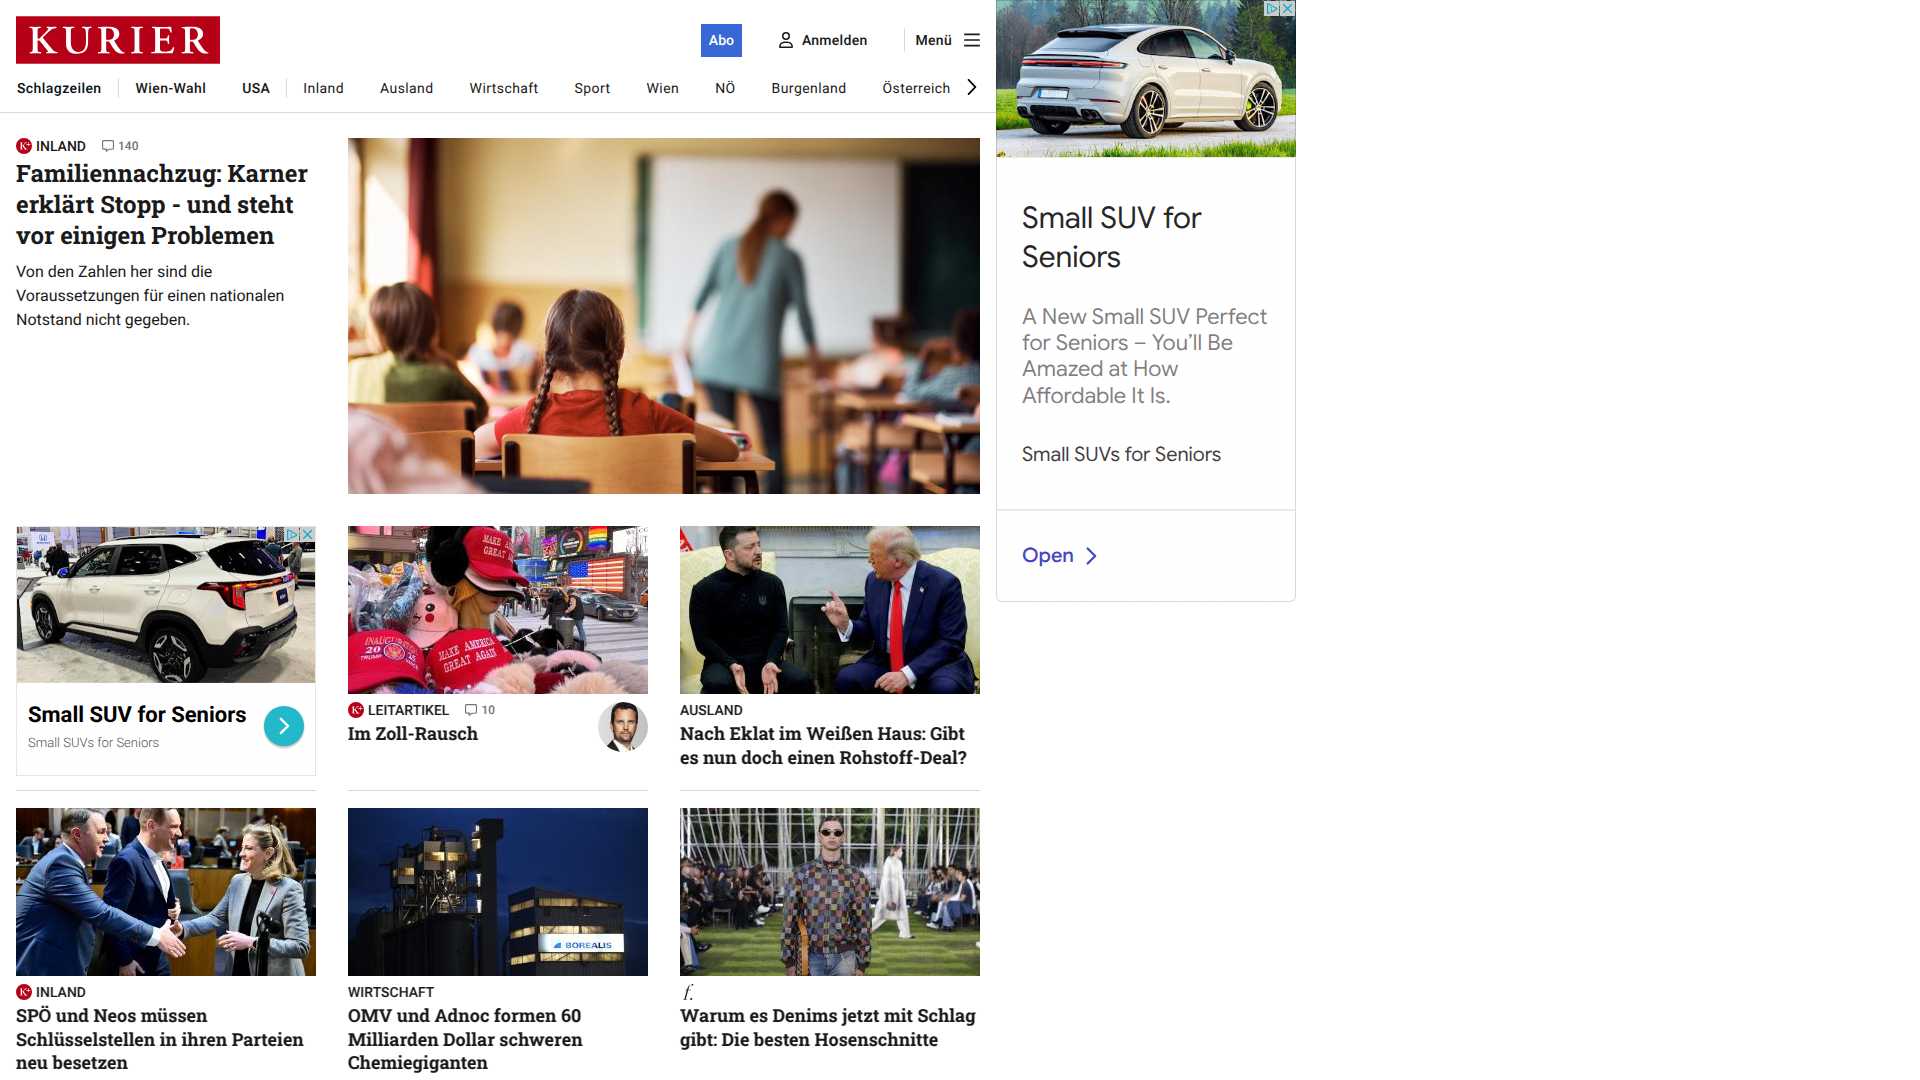 KURIER
Abo
Anmelden
Menü
Schlagzeilen
Wien-Wahl
USA
Inland
Ausland
Wirtschaft
Sport
Wien
NÖ
Burgenland
Österreich
K+ INLAND 140
Familiennachzug: Karner
erklärt Stopp - und steht
vor einigen Problemen
Von den Zahlen her sind die
Voraussetzungen für einen nationalen
Notstand nicht gegeben.
Small SUV for
Seniors
A New Small SUV Perfect
for Seniors – You’ll Be
Amazed at How
Affordable It Is.
Small SUVs for Seniors
Open
HONDA
Small SUV for Seniors
Small SUVs for Seniors
MAKE AMERICA
GREAT AGAIN
K+ LEITARTIKEL 10
Im Zoll-Rausch
AUSLAND
Nach Eklat im Weißen Haus: Gibt
es nun doch einen Rohstoff-Deal?
K+ INLAND
SPÖ und Neos müssen
Schlüsselstellen in ihren Parteien
neu besetzen
BOREALIS
WIRTSCHAFT
OMV und Adnoc formen 60
Milliarden Dollar schweren
Chemiegiganten
f.
Warum es Denims jetzt mit Schlag
gibt: Die besten Hosenschnitte